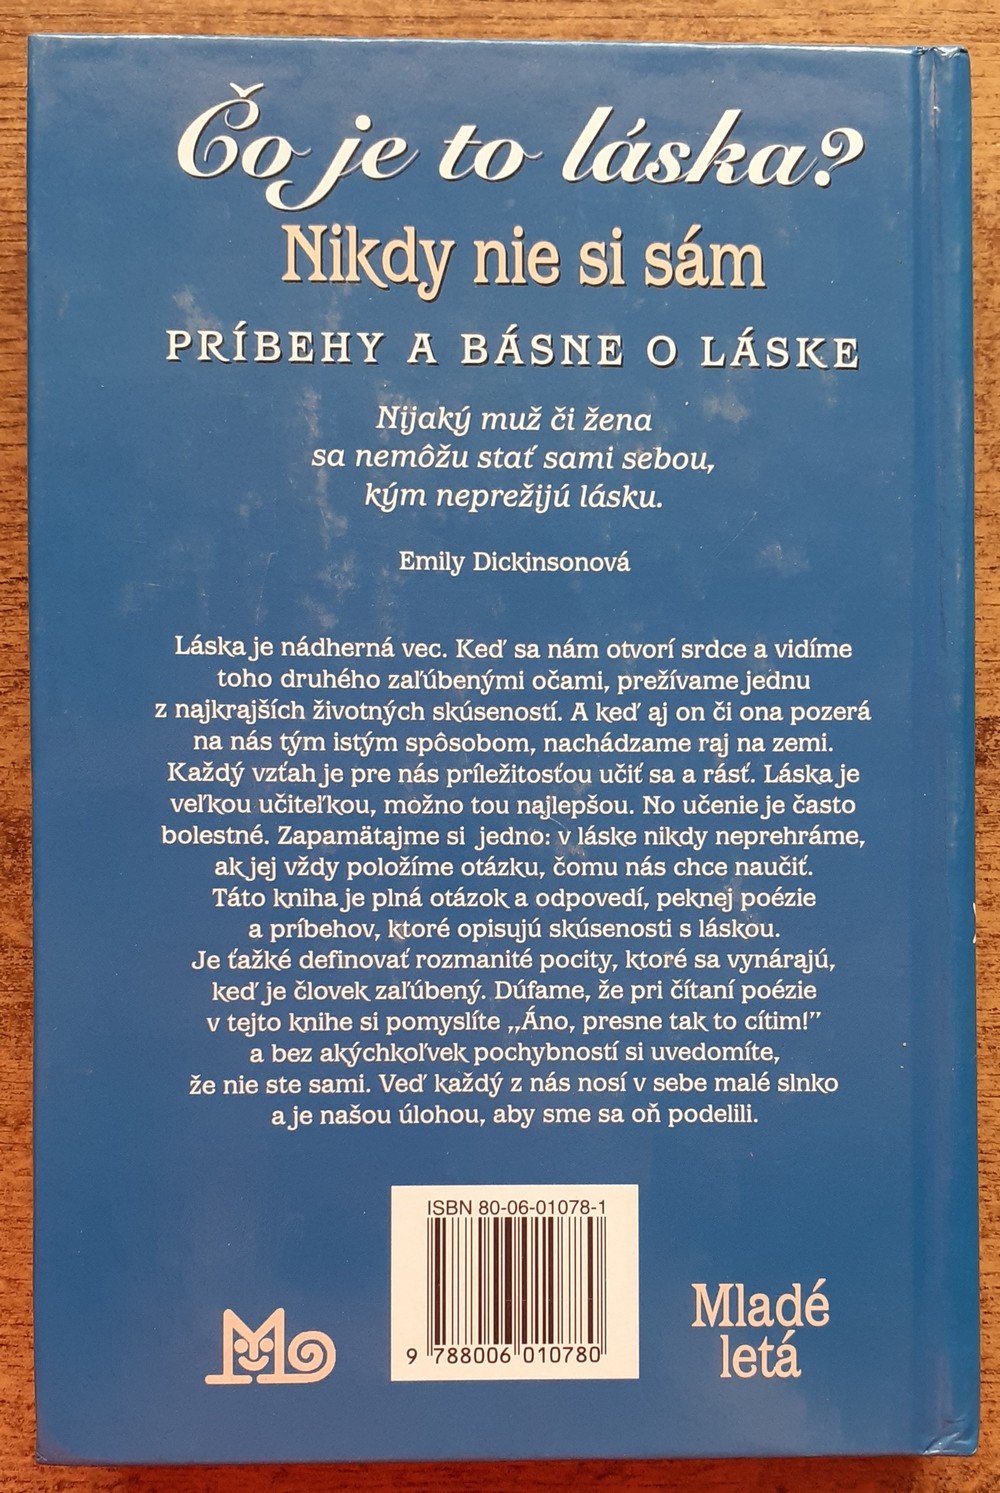 Čo je to láska?
Nikdy nie si sám
PRÍBEHY A BÁSNE O LÁSKE
Nijaký muž či žena
sa nemôžu stať sami sebou,
kým neprežijú lásku.
Emily Dickinsonová
Láska je nádherná vec. Keď sa nám otvorí srdce a vidíme
toho druhého zaľúbenými očami, prežívame jednu
z najkrajších životných skúseností. A keď aj on či ona pozerá
na nás tým istým spôsobom, nachádzame raj na zemi.
Každý vzťah je pre nás príležitosťou učiť sa a rásť. Láska je
veľkou učiteľkou, možno tou najlepšou. No učenie je často
bolestné. Zapamätajme si jedno: v láske nikdy neprehráme,
ak jej vždy položíme otázku, čomu nás chce naučiť.
Táto kniha je plná otázok a odpovedí, peknej poézie
a príbehov, ktoré opisujú skúsenosti s láskou.
Je ťažké definovať rozmanité pocity, ktoré sa vynárajú,
keď je človek zaľúbený. Dúfame, že pri čítaní poézie
v tejto knihe si pomyslíte „Áno, presne tak to cítim!”
a bez akýchkoľvek pochybností si uvedomíte,
že nie ste sami. Veď každý z nás nosí v sebe malé slnko
a je našou úlohou, aby sme sa oň podelili.
ISBN 80-06-01078-1
9 788006 010780
Mladé
letá